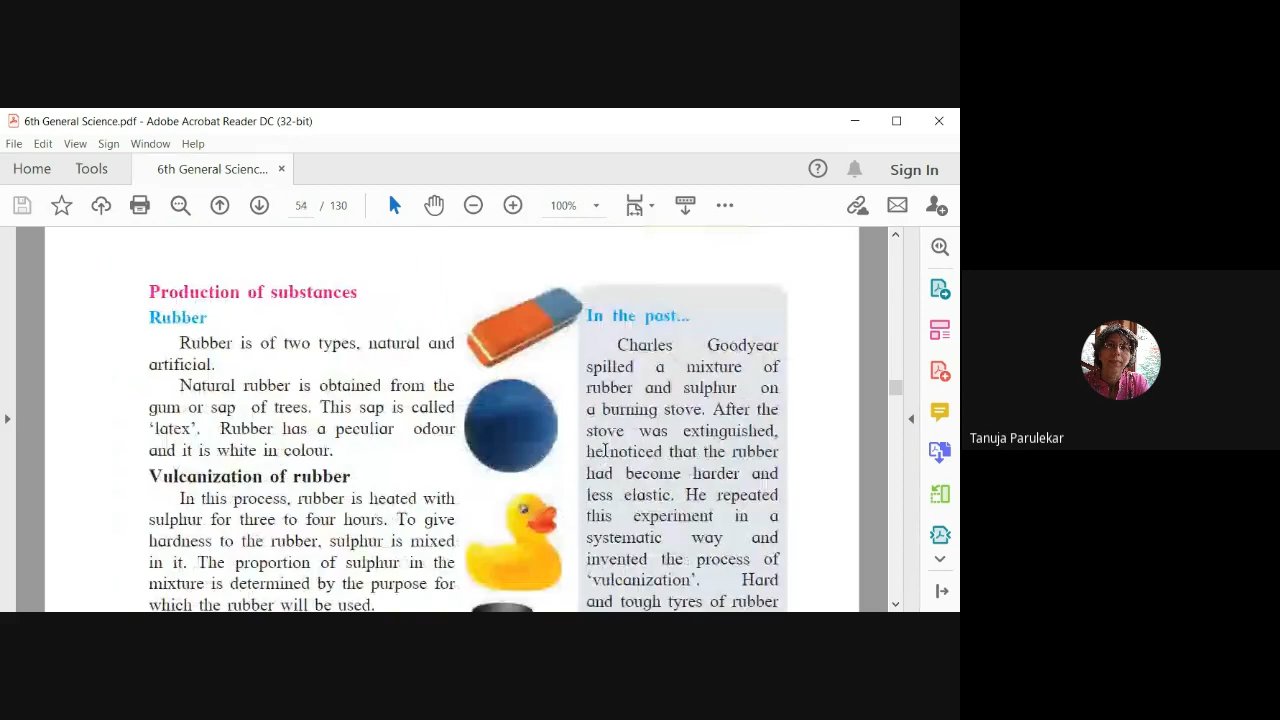 6th General Science.pdf - Adobe Acrobat Reader DC (32-bit)
File Edit View Sign Window Help
Home Tools 6th General Scienc... × Sign In
54 / 130 100%
Production of substances
Rubber
Rubber is of two types, natural and
artificial.
Natural rubber is obtained from the
gum or sap of trees. This sap is called
‘latex’. Rubber has a peculiar odour
and it is white in colour.
Vulcanization of rubber
In this process, rubber is heated with
sulphur for three to four hours. To give
hardness to the rubber, sulphur is mixed
in it. The proportion of sulphur in the
mixture is determined by the purpose for
which the rubber will be used.
In the past...
Charles Goodyear
spilled a mixture of
rubber and sulphur on
a burning stove. After the
stove was extinguished,
he noticed that the rubber
had become harder and
less elastic. He repeated
this experiment in a
systematic way and
invented the process of
‘vulcanization’. Hard
and tough tyres of rubber
Tanuja Parulekar